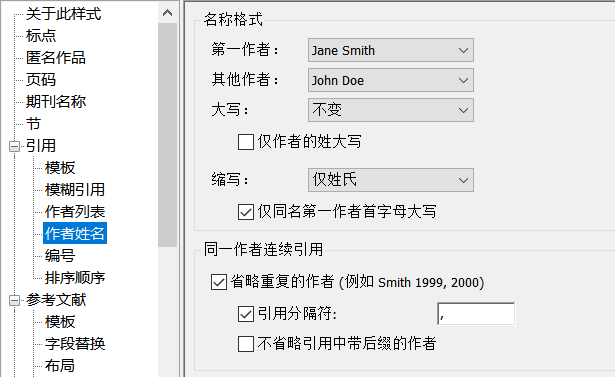 关于此样式
标点
匿名作品
页码
期刊名称
节
引用
模板
模糊引用
作者列表
作者姓名
编号
排序顺序
参考文献
模板
字段替换
布局
名称格式
第一作者： Jane Smith
其他作者： John Doe
大写： 不变
仅作者的姓大写
缩写： 仅姓氏
仅同名第一作者首字母大写
同一作者连续引用
省略重复的作者 (例如 Smith 1999, 2000)
引用分隔符: ,
不省略引用中带后缀的作者